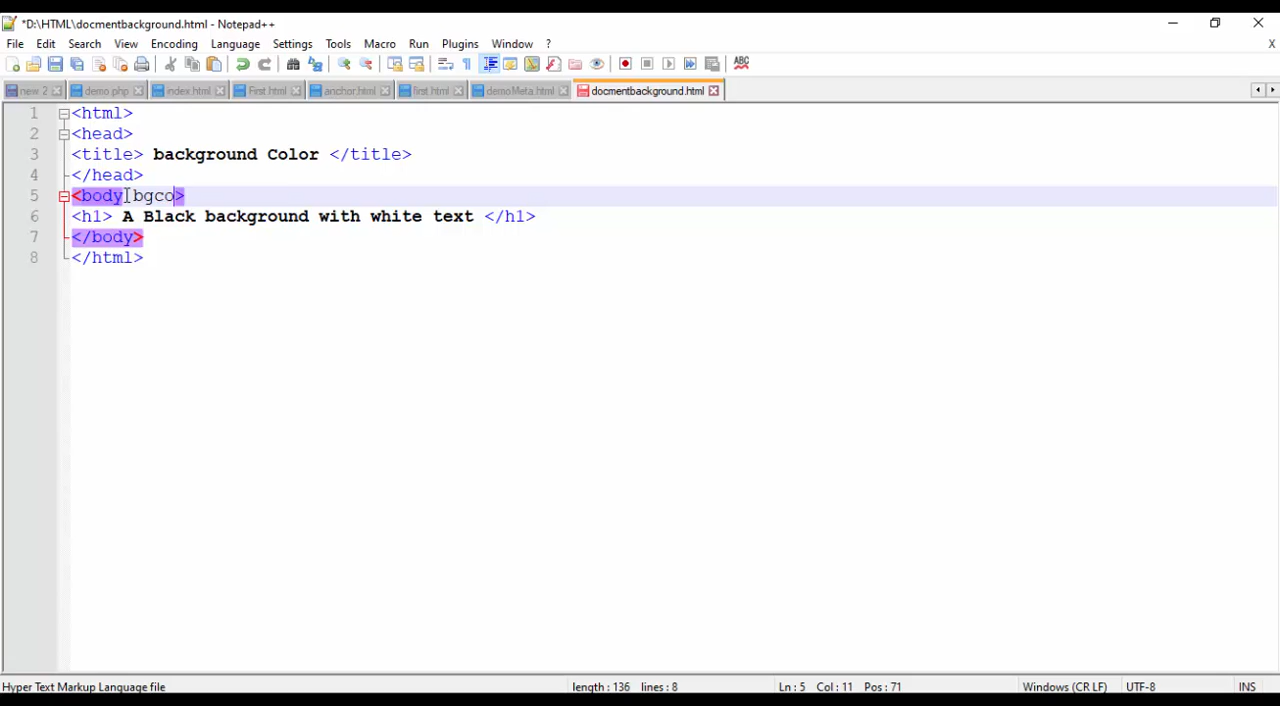 *D:\HTML\docmentbackground.html - Notepad++
File Edit Search View Encoding Language Settings Tools Macro Run Plugins Window ? X
new 2 demo.php index.html First.html anchor.html first.html demoMeta.html docmentbackground.html
1 <html>
2 <head>
3 <title> background Color </title>
4 </head>
5 <body bgco>
6 <h1> A Black background with white text </h1>
7 </body>
8 </html>
Hyper Text Markup Language file length : 136 lines : 8 Ln : 5 Col : 11 Pos : 71 Windows (CR LF) UTF-8 INS